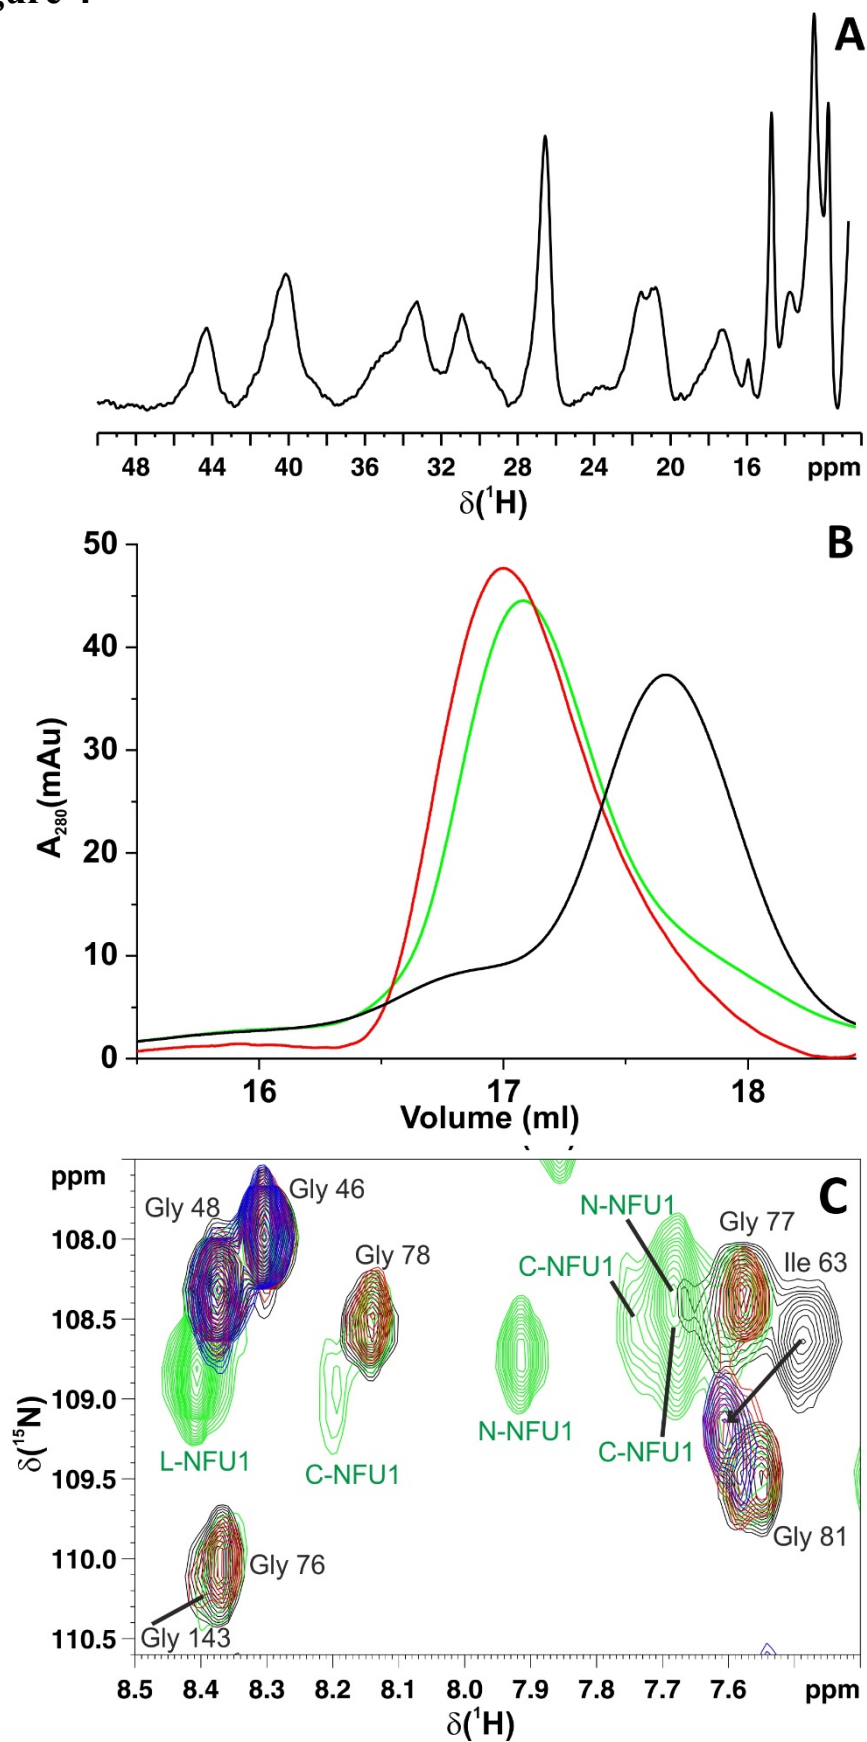 A
48 44 40 36 32 28 24 20 16 ppm
δ(¹H)
B
50
40
30
20
10
0
A₂₈₀(mAu)
16 17 18
Volume (ml)
C
ppm
108.0
108.5
109.0
109.5
110.0
110.5
δ(¹⁵N)
Gly 48
Gly 46
Gly 78
N-NFU1
Gly 77
C-NFU1
Ile 63
L-NFU1
C-NFU1
N-NFU1
C-NFU1
Gly 81
Gly 76
Gly 143
8.5 8.4 8.3 8.2 8.1 8.0 7.9 7.8 7.7 7.6 ppm
δ(¹H)